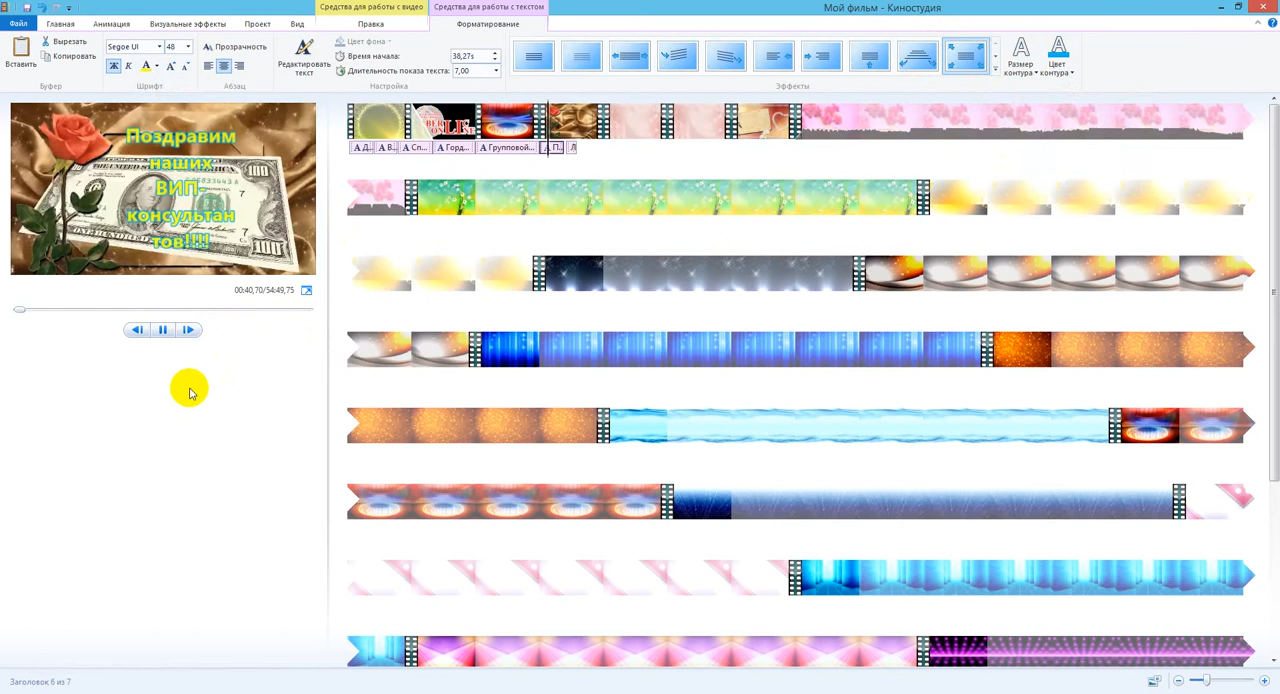 Средства для работы с видео
Средства для работы с текстом
Мой фильм - Киностудия
Файл
Главная
Анимация
Визуальные эффекты
Проект
Вид
Правка
Форматирование
Вставить
Вырезать
Копировать
Буфер
Segoe UI
48
Прозрачность
Ж
К
А
Шрифт
Абзац
Редактировать текст
Цвет фона
Время начала:
38,27s
Длительность показа текста:
7,00
Настройка
Эффекты
Размер контура
Цвет контура
Поздравим
наших
ВИП-
консультан
тов!!!!
00:40,70/54:49,75
А Д..
А В..
А Сп...
А Горд...
А Групповой...
А П..
Л
Заголовок 6 из 7